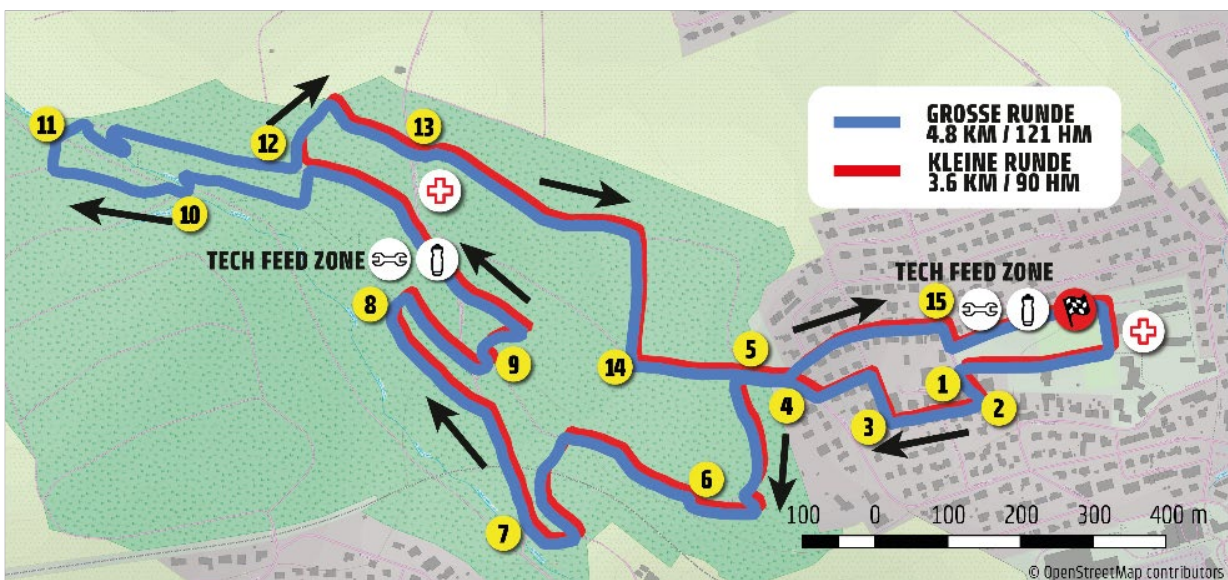 11
12
13
GROSSE RUNDE
4.8 KM / 121 HM
KLEINE RUNDE
3.6 KM / 90 HM
10
TECH FEED ZONE
TECH FEED ZONE
8
15
9
14
5
1
4
2
3
6
7
100 0 100 200 300 400 m
© OpenStreetMap contributors